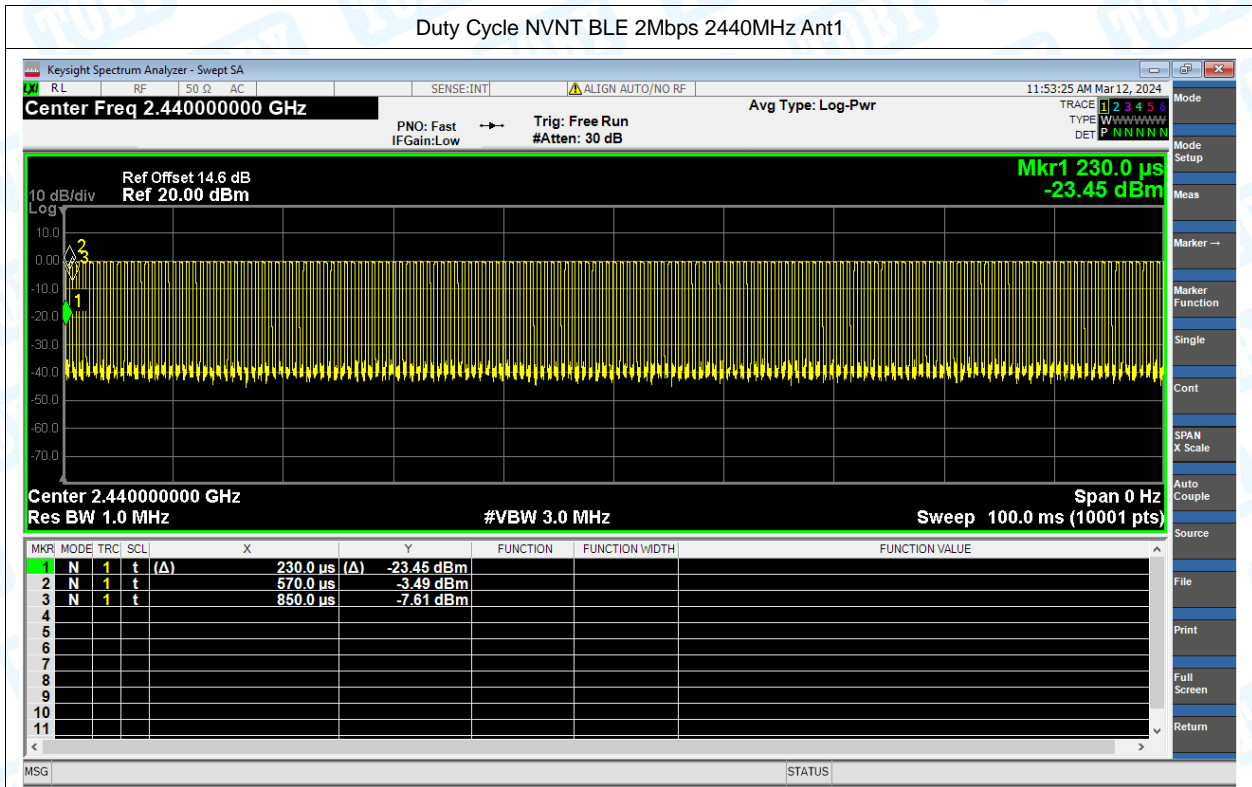 Duty Cycle NVNT BLE 2Mbps 2440MHz Ant1
Keysight Spectrum Analyzer - Swept SA
LXI RL RF 50 Ω AC SENSE:INT ALIGN AUTO/NO RF 11:53:25 AM Mar 12, 2024
Center Freq 2.440000000 GHz
PNO: Fast
IFGain:Low
Trig: Free Run
#Atten: 30 dB
Avg Type: Log-Pwr
TRACE 1 2 3 4 5 6
TYPE WWWWWWW
DET P N N N N N
Ref Offset 14.6 dB
10 dB/div Ref 20.00 dBm
Log
Mkr1 230.0 µs
-23.45 dBm
10.0
0.00
-10.0
-20.0
-30.0
-40.0
-50.0
-60.0
-70.0
2
3
1
Center 2.440000000 GHz Span 0 Hz
Res BW 1.0 MHz #VBW 3.0 MHz Sweep 100.0 ms (10001 pts)
MKR MODE TRC SCL X Y FUNCTION FUNCTION WIDTH FUNCTION VALUE
1 N 1 t (Δ) 230.0 µs (Δ) -23.45 dBm
2 N 1 t 570.0 µs -3.49 dBm
3 N 1 t 850.0 µs -7.61 dBm
4
5
6
7
8
9
10
11
MSG STATUS
Mode
Mode
Setup
Meas
Marker →
Marker
Function
Single
Cont
SPAN
X Scale
Auto
Couple
Source
File
Print
Full
Screen
Return
TOBY